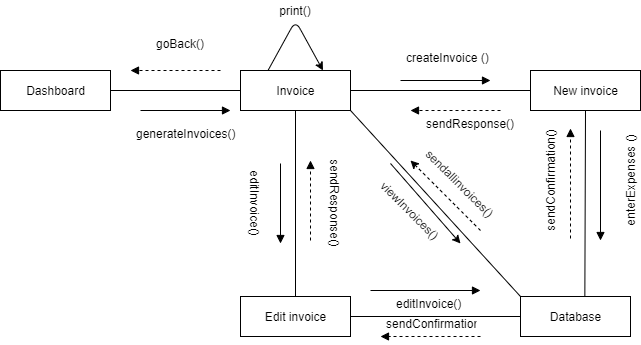 print()
goBack()
createInvoice ()
Dashboard
Invoice
New invoice
generateInvoices()
sendResponse()
editInvoice()
sendResponse()
viewInvoices()
sendallinvoices()
sendConfirmation()
enterExpenses ()
Edit invoice
editInvoice()
Database
sendConfirmation